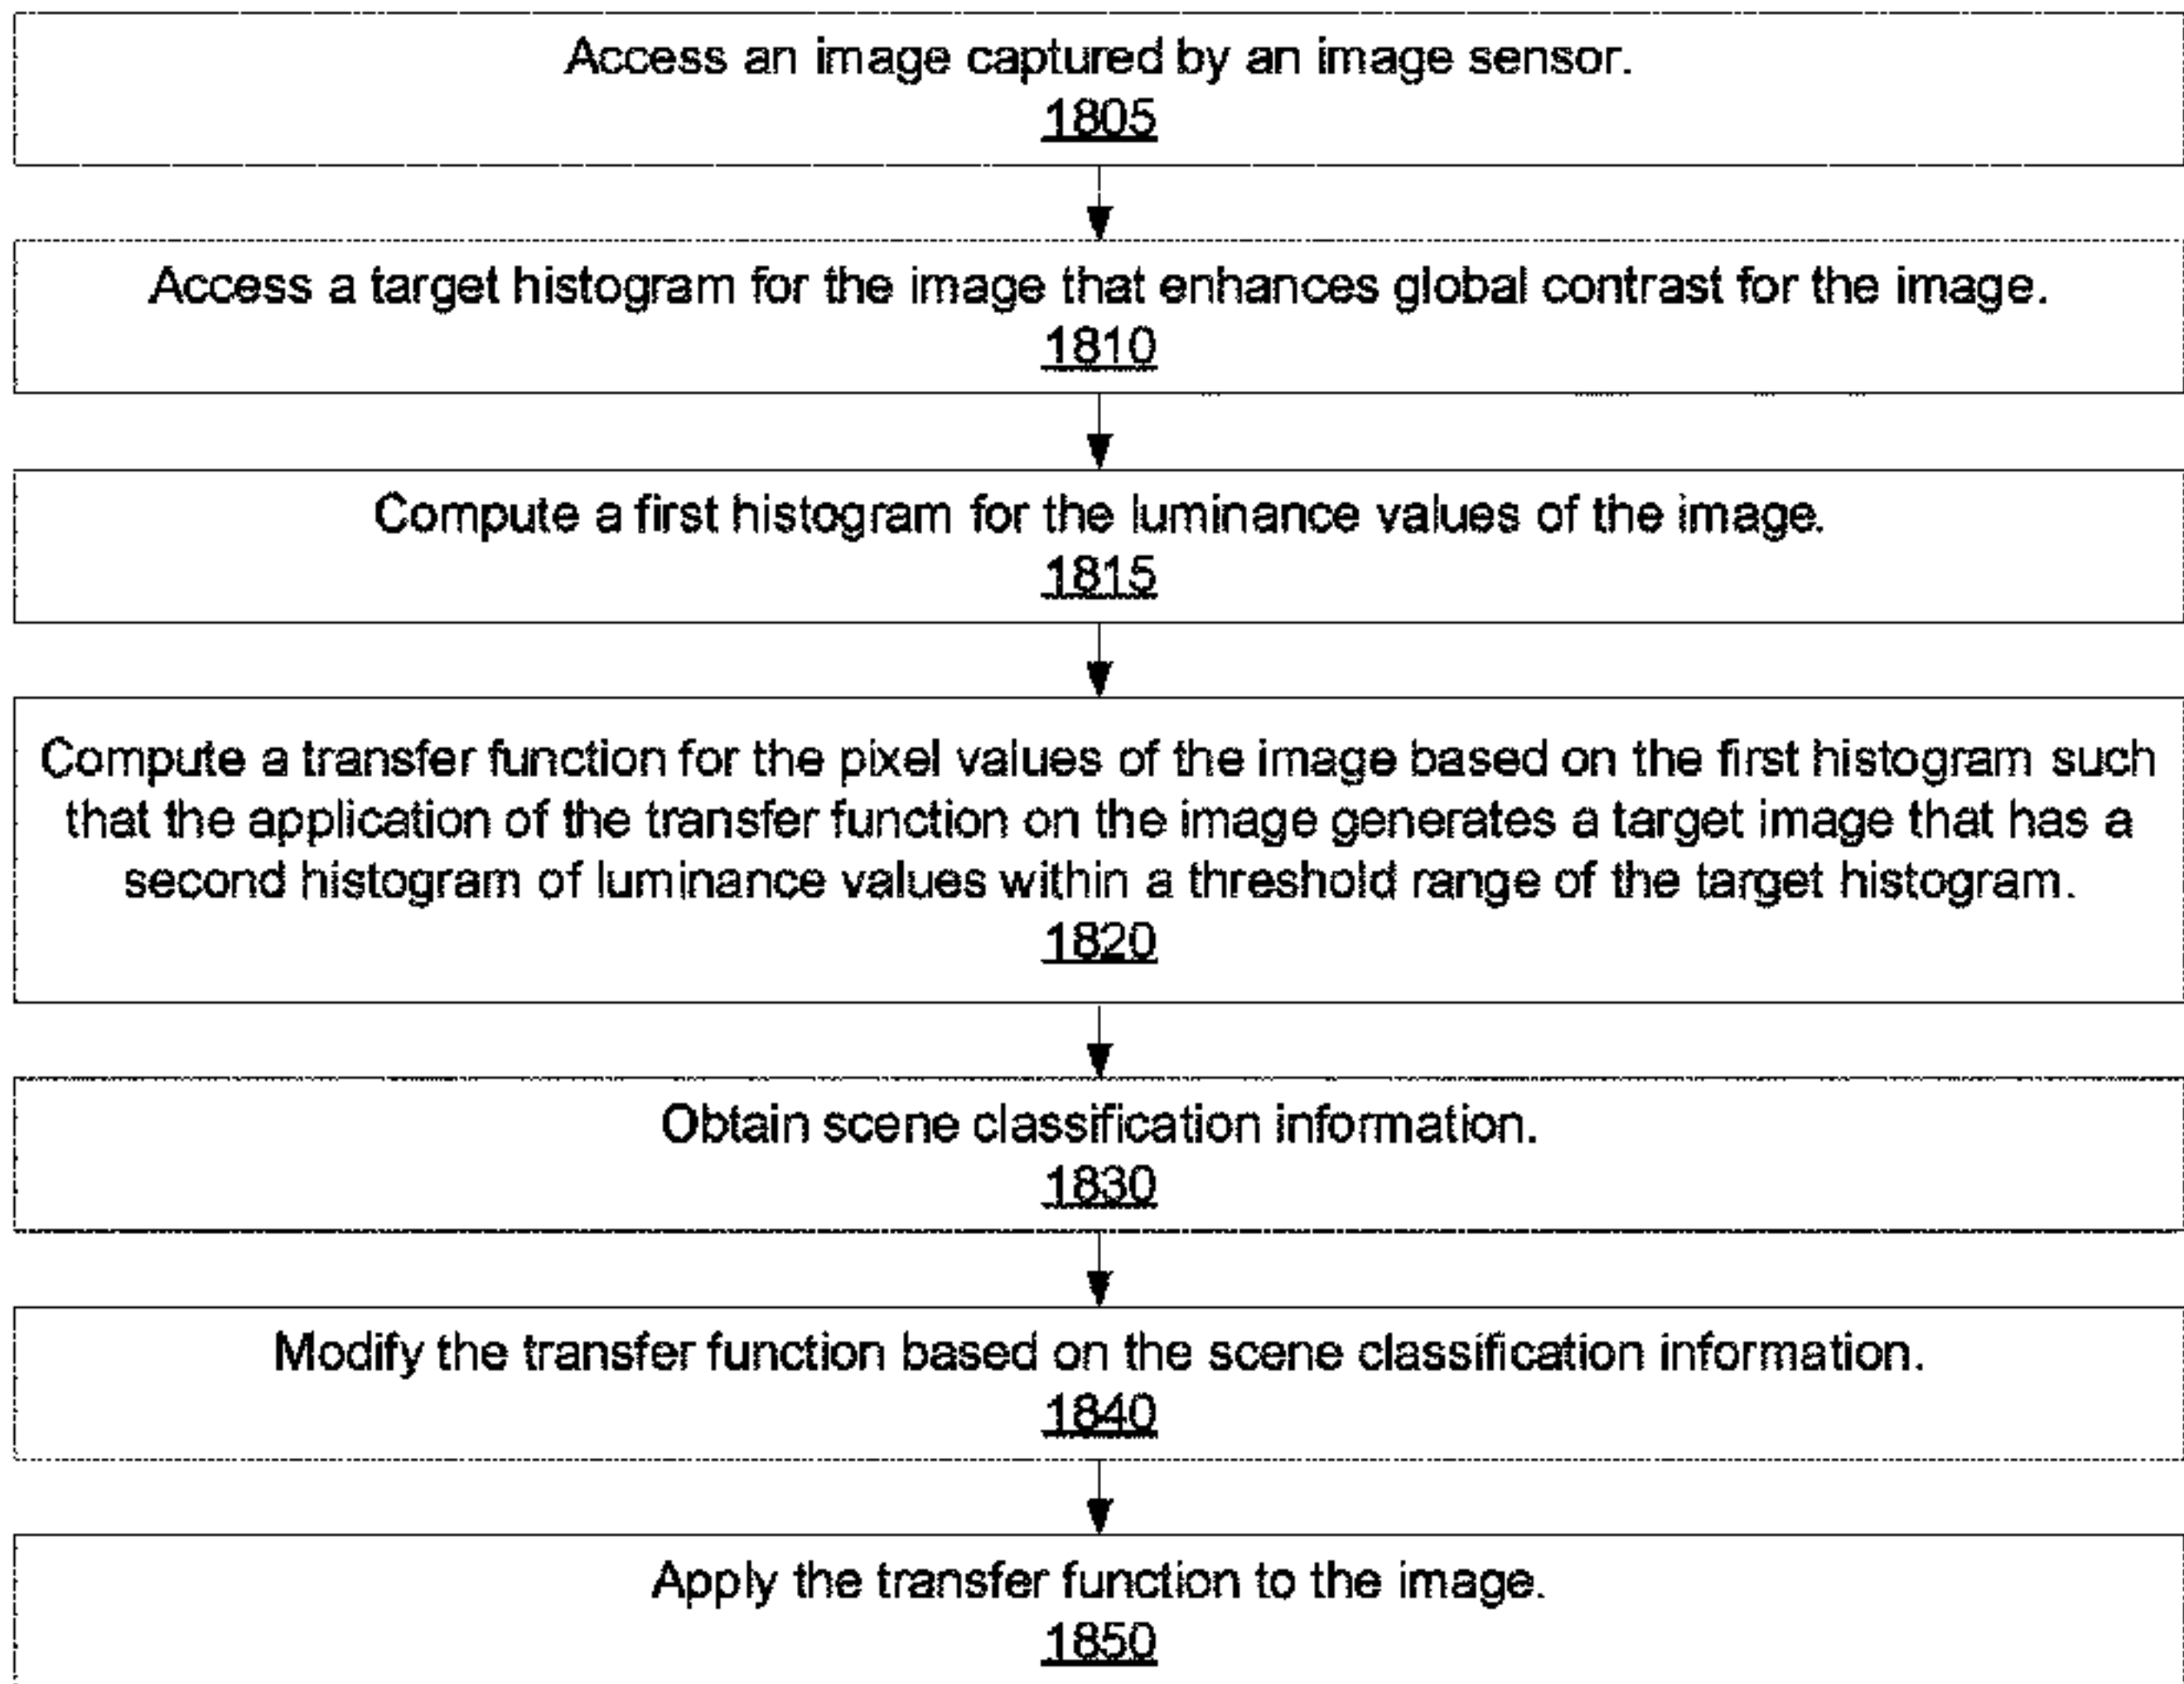 Access an image captured by an image sensor.
1805
Access a target histogram for the image that enhances global contrast for the image.
1810
Compute a first histogram for the luminance values of the image.
1815
Compute a transfer function for the pixel values of the image based on the first histogram such
that the application of the transfer function on the image generates a target image that has a
second histogram of luminance values within a threshold range of the target histogram.
1820
Obtain scene classification information.
1830
Modify the transfer function based on the scene classification information.
1840
Apply the transfer function to the image.
1850